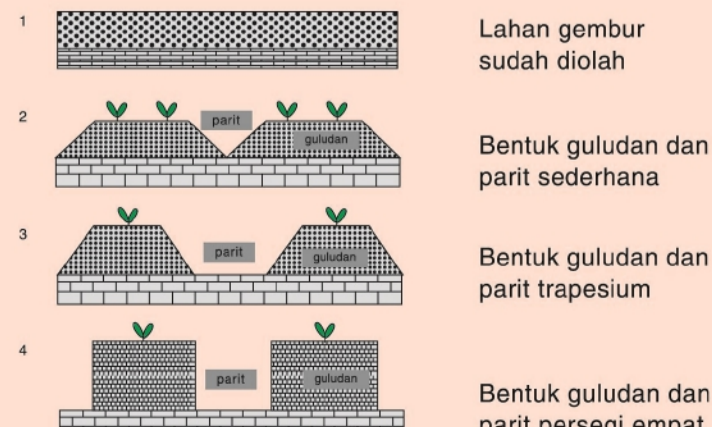 1
Lahan gembur
sudah diolah
2
parit
guludan
Bentuk guludan dan
parit sederhana
3
parit
guludan
Bentuk guludan dan
parit trapesium
4
parit
guludan
Bentuk guludan dan
parit persegi empat